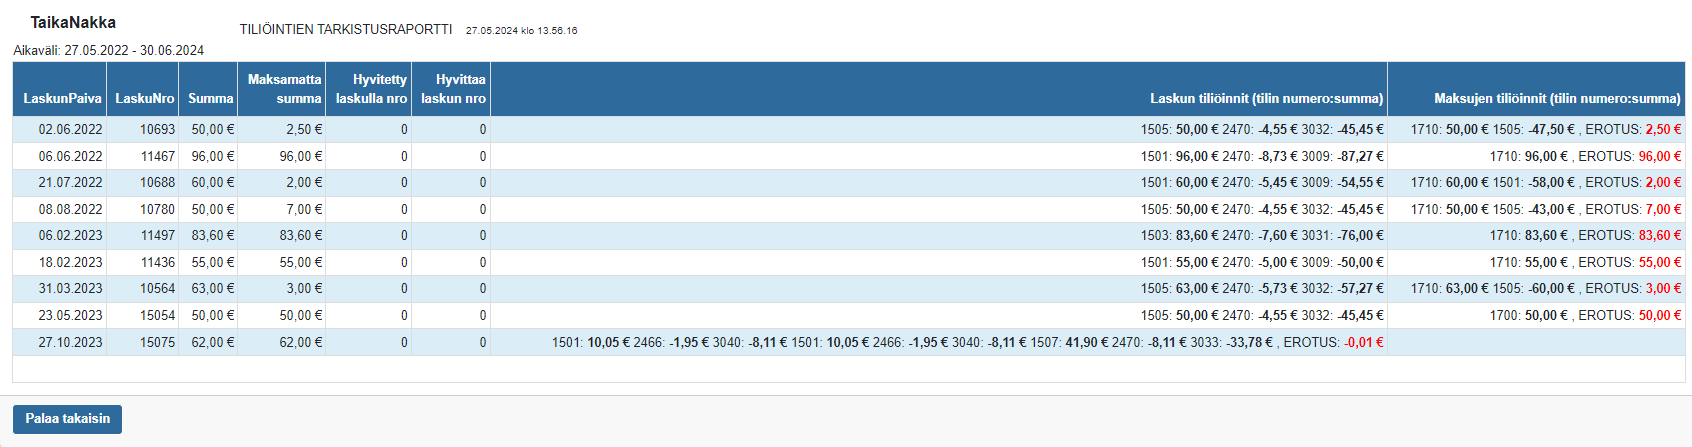 TaikaNakka
TILIÖINTIEN TARKISTUSRAPORTTI 27.05.2024 klo 13.56.16
Aikaväli: 27.05.2022 - 30.06.2024
LaskunPaiva LaskuNro Summa Maksamatta summa Hyvitetty laskulla nro Hyvittaa laskun nro Laskun tiliöinnit (tilin numero:summa) Maksujen tiliöinnit (tilin numero:summa)
02.06.2022 10693 50,00 € 2,50 € 0 0 1505: 50,00 € 2470: -4,55 € 3032: -45,45 € 1710: 50,00 € 1505: -47,50 € , EROTUS: 2,50 €
06.06.2022 11467 96,00 € 96,00 € 0 0 1501: 96,00 € 2470: -8,73 € 3009: -87,27 € 1710: 96,00 € , EROTUS: 96,00 €
21.07.2022 10688 60,00 € 2,00 € 0 0 1501: 60,00 € 2470: -5,45 € 3009: -54,55 € 1710: 60,00 € 1501: -58,00 € , EROTUS: 2,00 €
08.08.2022 10780 50,00 € 7,00 € 0 0 1505: 50,00 € 2470: -4,55 € 3032: -45,45 € 1710: 50,00 € 1505: -43,00 € , EROTUS: 7,00 €
06.02.2023 11497 83,60 € 83,60 € 0 0 1503: 83,60 € 2470: -7,60 € 3031: -76,00 € 1710: 83,60 € , EROTUS: 83,60 €
18.02.2023 11436 55,00 € 55,00 € 0 0 1501: 55,00 € 2470: -5,00 € 3009: -50,00 € 1710: 55,00 € , EROTUS: 55,00 €
31.03.2023 10564 63,00 € 3,00 € 0 0 1505: 63,00 € 2470: -5,73 € 3032: -57,27 € 1710: 63,00 € 1505: -60,00 € , EROTUS: 3,00 €
23.05.2023 15054 50,00 € 50,00 € 0 0 1505: 50,00 € 2470: -4,55 € 3032: -45,45 € 1700: 50,00 € , EROTUS: 50,00 €
27.10.2023 15075 62,00 € 62,00 € 0 0 1501: 10,05 € 2466: -1,95 € 3040: -8,11 € 1501: 10,05 € 2466: -1,95 € 3040: -8,11 € 1507: 41,90 € 2470: -8,11 € 3033: -33,78 € , EROTUS: -0,01 €
Palaa takaisin